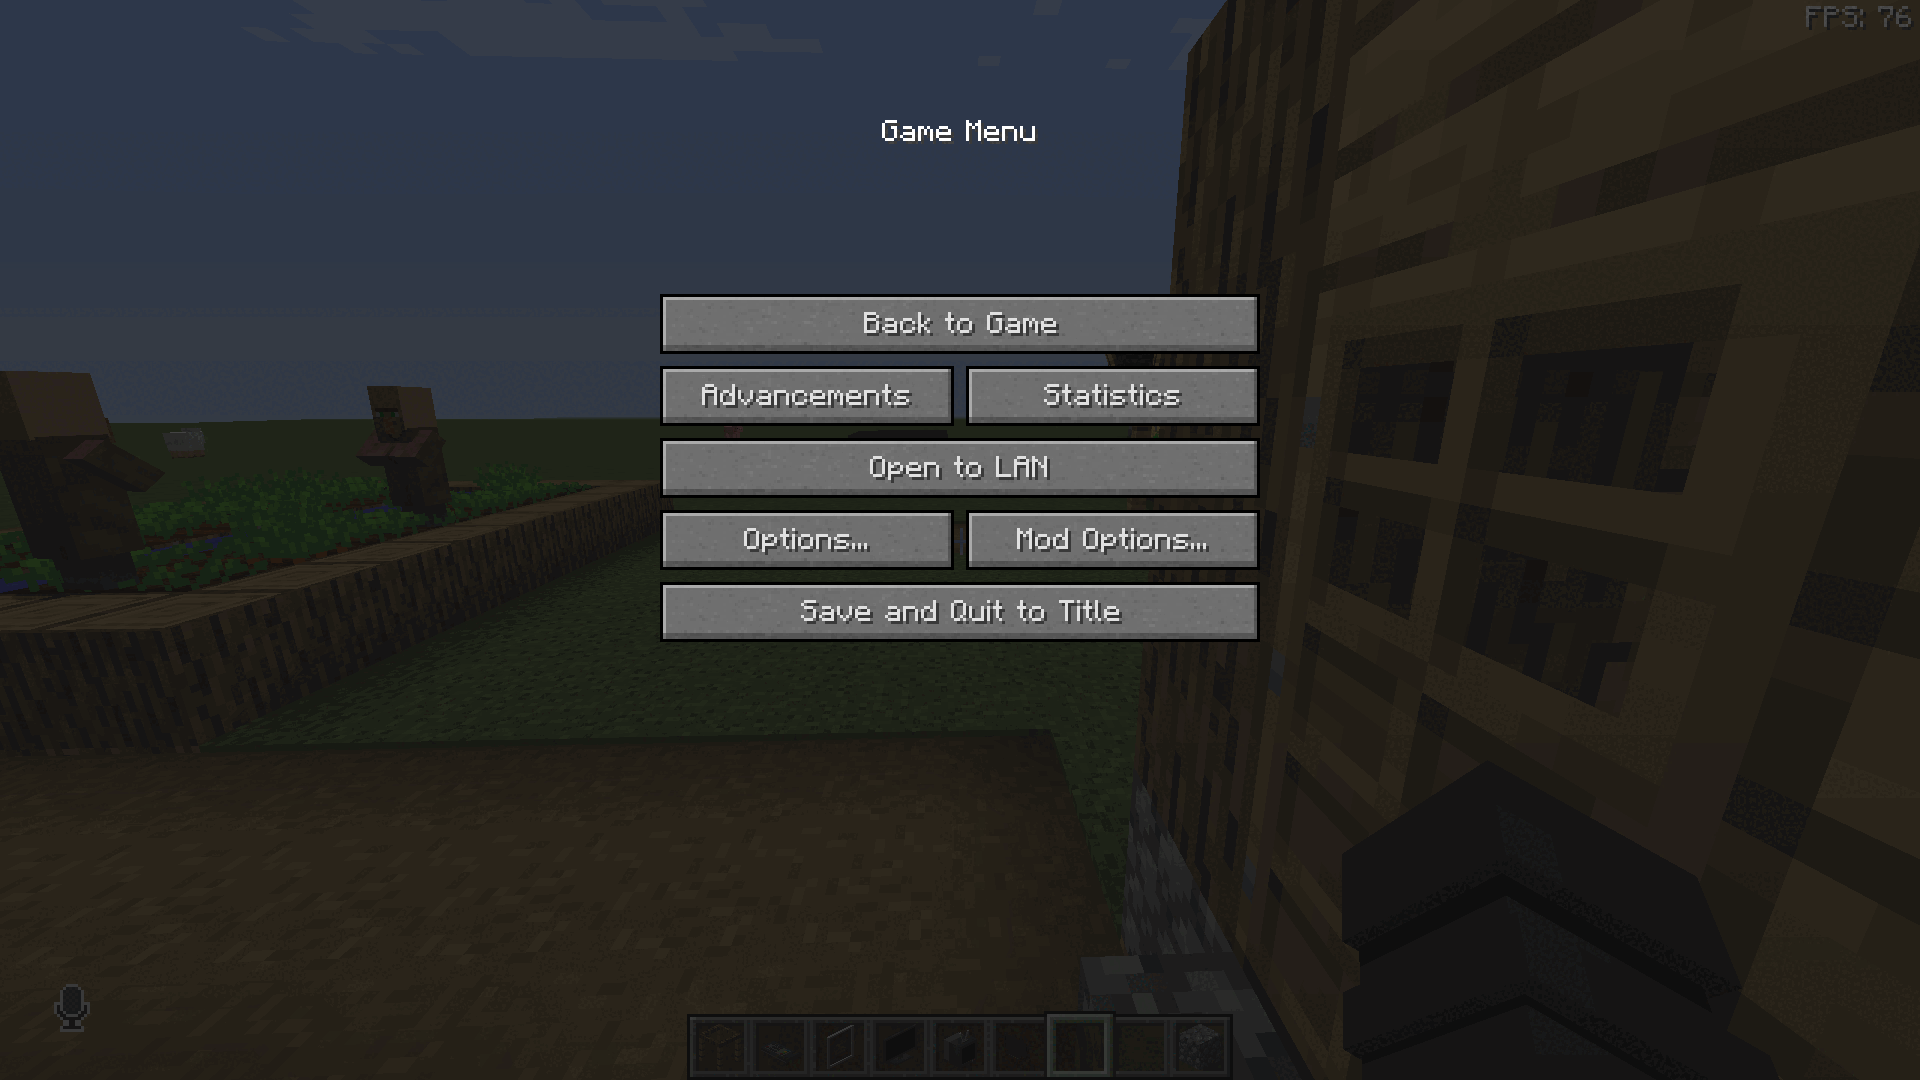 FPS: 76
Game Menu
Back to Game
Advancements
Statistics
Open to LAN
Options...
Mod Options...
Save and Quit to Title